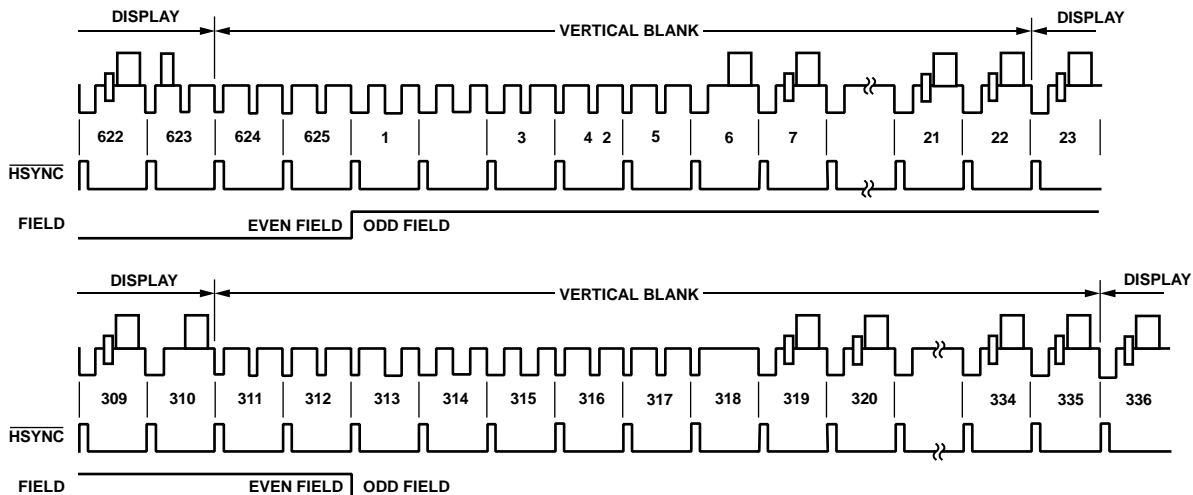 DISPLAY VERTICAL BLANK DISPLAY
622 623 624 625 1 3 4 2 5 6 7 21 22 23
HSYNC
FIELD EVEN FIELD ODD FIELD
DISPLAY VERTICAL BLANK DISPLAY
309 310 311 312 313 314 315 316 317 318 319 320 334 335 336
HSYNC
FIELD EVEN FIELD ODD FIELD